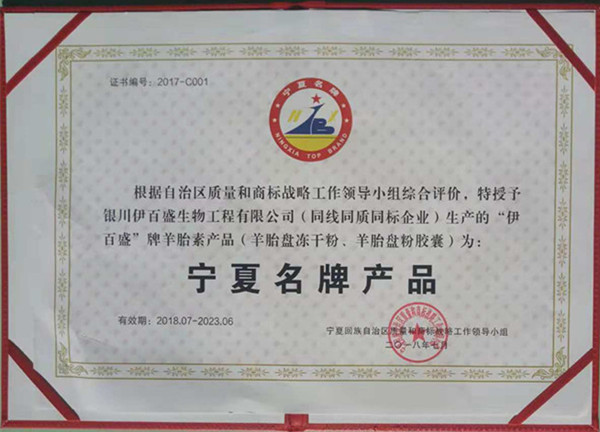 证书编号：2017-C001
宁夏名牌
NINGXIA TOP BRAND
根据自治区质量和商标战略工作领导小组综合评价，特授予
银川伊百盛生物工程有限公司（同线同质同标企业）生产的“伊
百盛”牌羊胎素产品（羊胎盘冻干粉、羊胎盘粉胶囊）为：
宁夏名牌产品
有效期：2018.07-2023.06
宁夏回族自治区质量和商标战略工作领导小组
二〇一八年七月